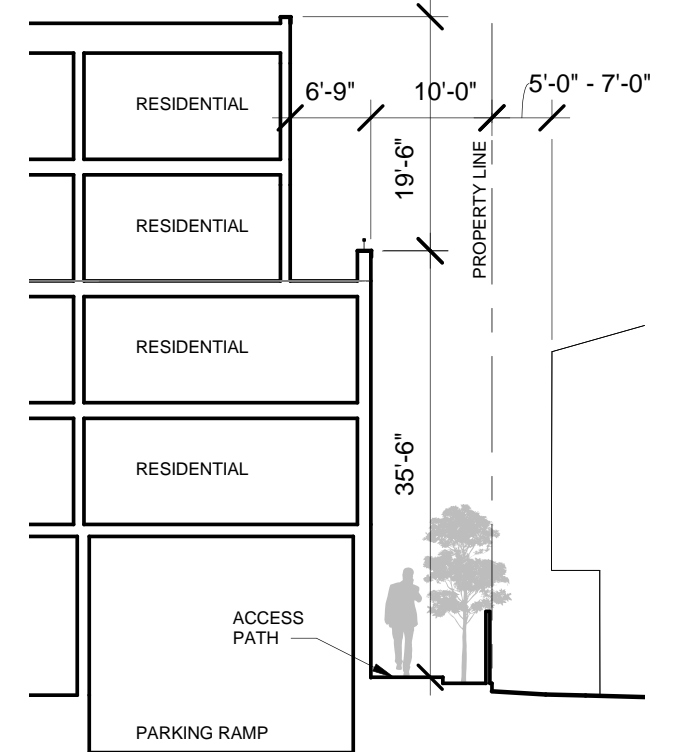 RESIDENTIAL
6'-9"
10'-0"
5'-0" - 7'-0"
19'-6"
PROPERTY LINE
RESIDENTIAL
RESIDENTIAL
35'-6"
RESIDENTIAL
ACCESS
PATH
PARKING RAMP